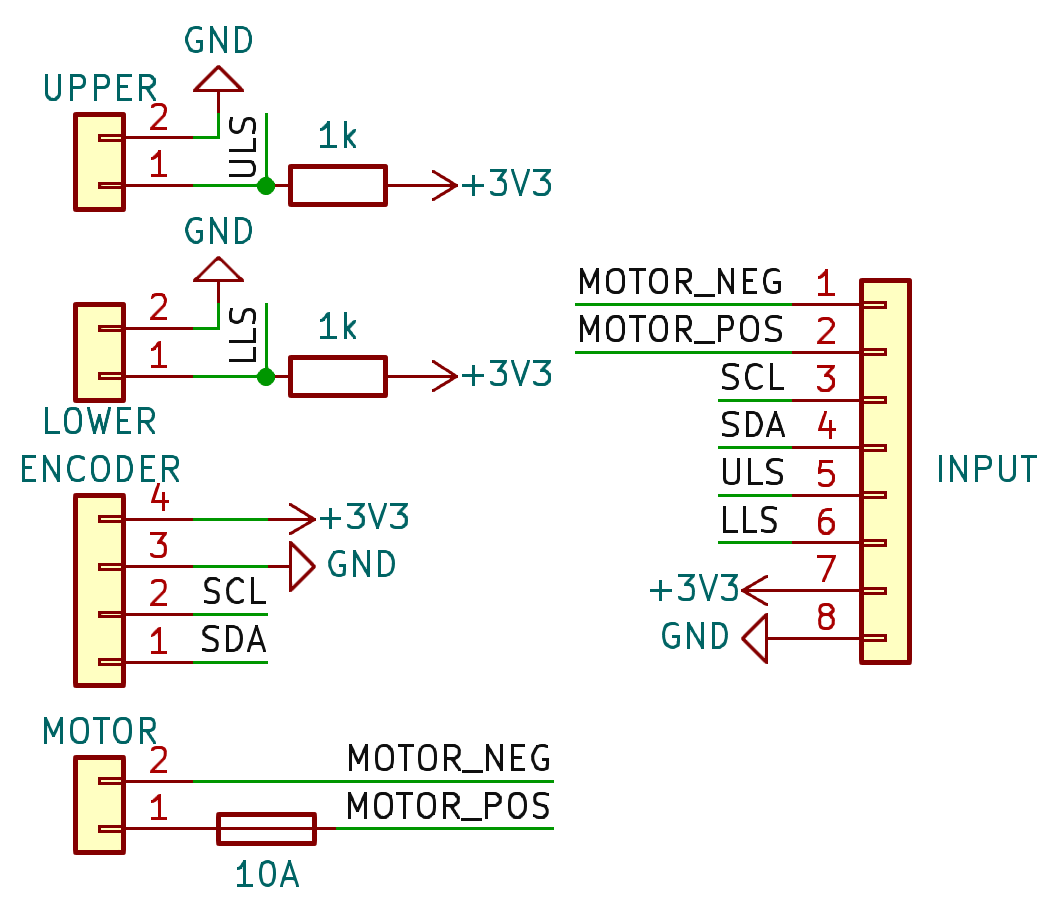 GND
UPPER
2
ULS
1k
1
+3V3
GND
2
LLS
1k
1
+3V3
LOWER
ENCODER
4
+3V3
3
GND
2
SCL
1
SDA
MOTOR
2
MOTOR_NEG
1
MOTOR_POS
10A
MOTOR_NEG
1
MOTOR_POS
2
SCL
3
SDA
4
ULS
5
LLS
6
+3V3
7
GND
8
INPUT